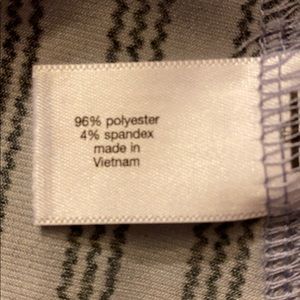 96% polyester
4% spandex
made in
Vietnam